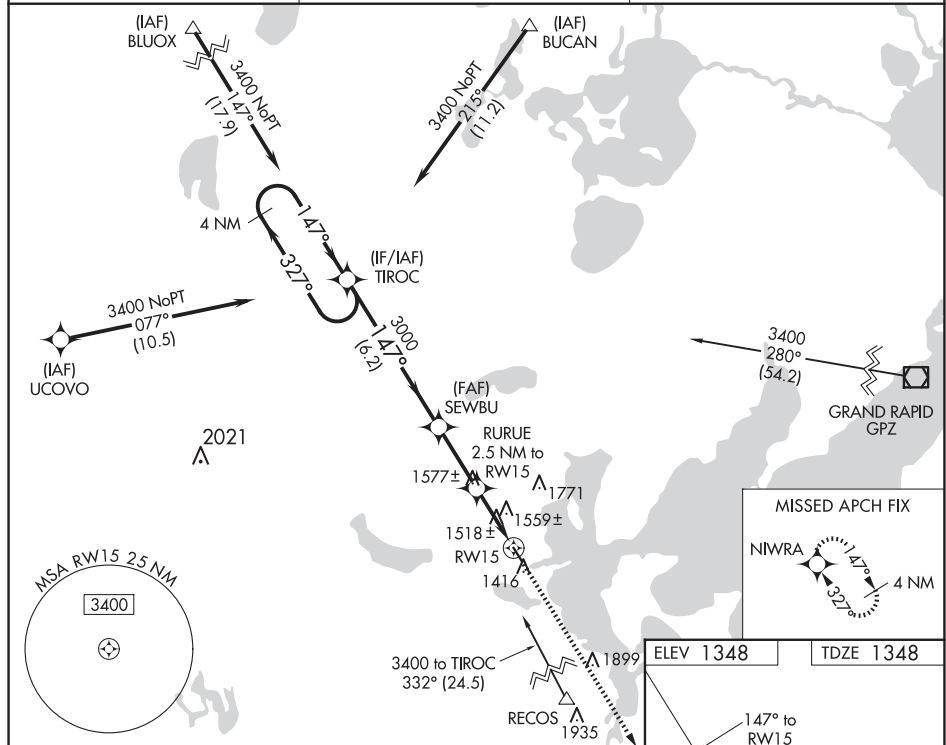 (IAF)
BLUOX
3400 NoPT
147°
(17.9)
(IAF)
BUCAN
3400 NoPT
215°
(11.2)
4 NM
147°
327°
(IF/IAF)
TIROC
3400 NoPT
077°
(10.5)
(IAF)
UCOVO
3000
147°
(6.2)
3400
280°
(54.2)
GRAND RAPID
GPZ
(FAF)
SEWBU
RURUE
2.5 NM to
RW15
2021
1577±
1771
1559±
1518±
RW15
1416
MISSED APCH FIX
NIWRA
147°
327°
4 NM
MSA RW15 25 NM
3400
3400 to TIROC
332° (24.5)
1899
RECOS
1935
ELEV 1348
TDZE 1348
147° to
RW15